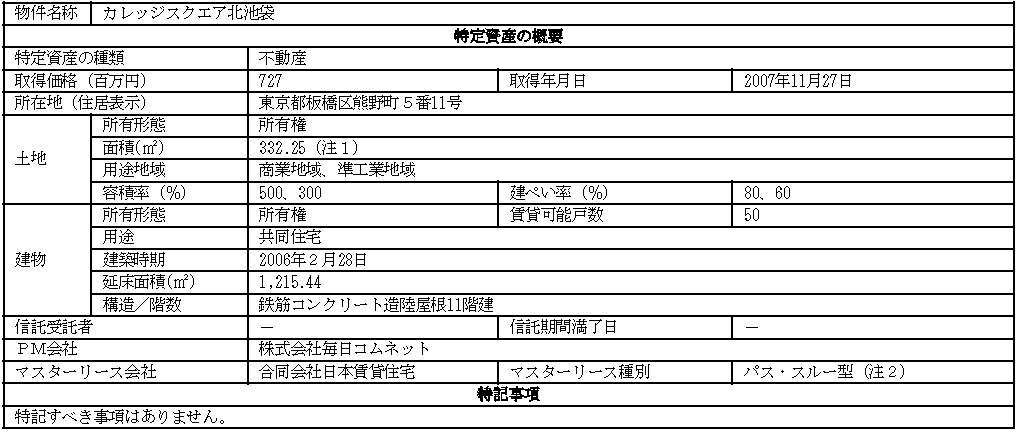 物件名称 カレッジスクエア北池袋
特定資産の概要
特定資産の種類 不動産
取得価格（百万円） 727 取得年月日 2007年11月27日
所在地（住居表示） 東京都板橋区熊野町５番11号
土地
所有形態 所有権
面積(㎡) 332.25（注１）
用途地域 商業地域、準工業地域
容積率（％） 500、300 建ぺい率（％） 80、60
建物
所有形態 所有権 賃貸可能戸数 50
用途 共同住宅
建築時期 2006年２月28日
延床面積(㎡) 1,215.44
構造／階数 鉄筋コンクリート造陸屋根11階建
信託受託者 － 信託期間満了日 －
ＰＭ会社 株式会社毎日コムネット
マスターリース会社 合同会社日本賃貸住宅 マスターリース種別 パス・スルー型（注２）
特記事項
特記すべき事項はありません。